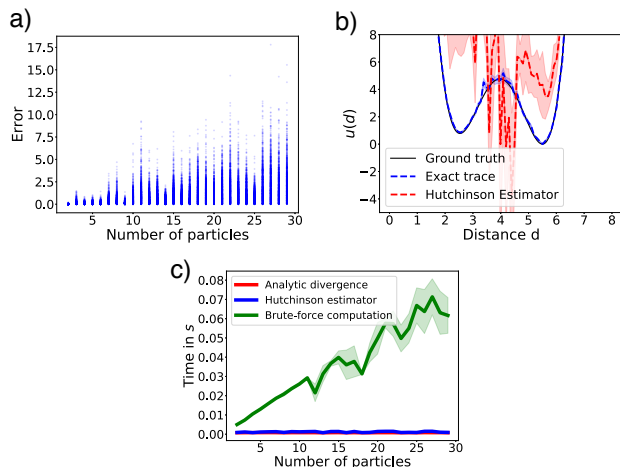 a)
17.5
15.0
12.5
10.0
7.5
5.0
2.5
0.0
Error
5 10 15 20 25 30
Number of particles
b)
8
6
4
2
0
−2
−4
u(d)
Ground truth
Exact trace
Hutchinson Estimator
0 1 2 3 4 5 6 7 8
Distance d
c)
0.08
0.07
0.06
0.05
0.04
0.03
0.02
0.01
0.00
Time in s
Analytic divergence
Hutchinson estimator
Brute-force computation
5 10 15 20 25 30
Number of particles